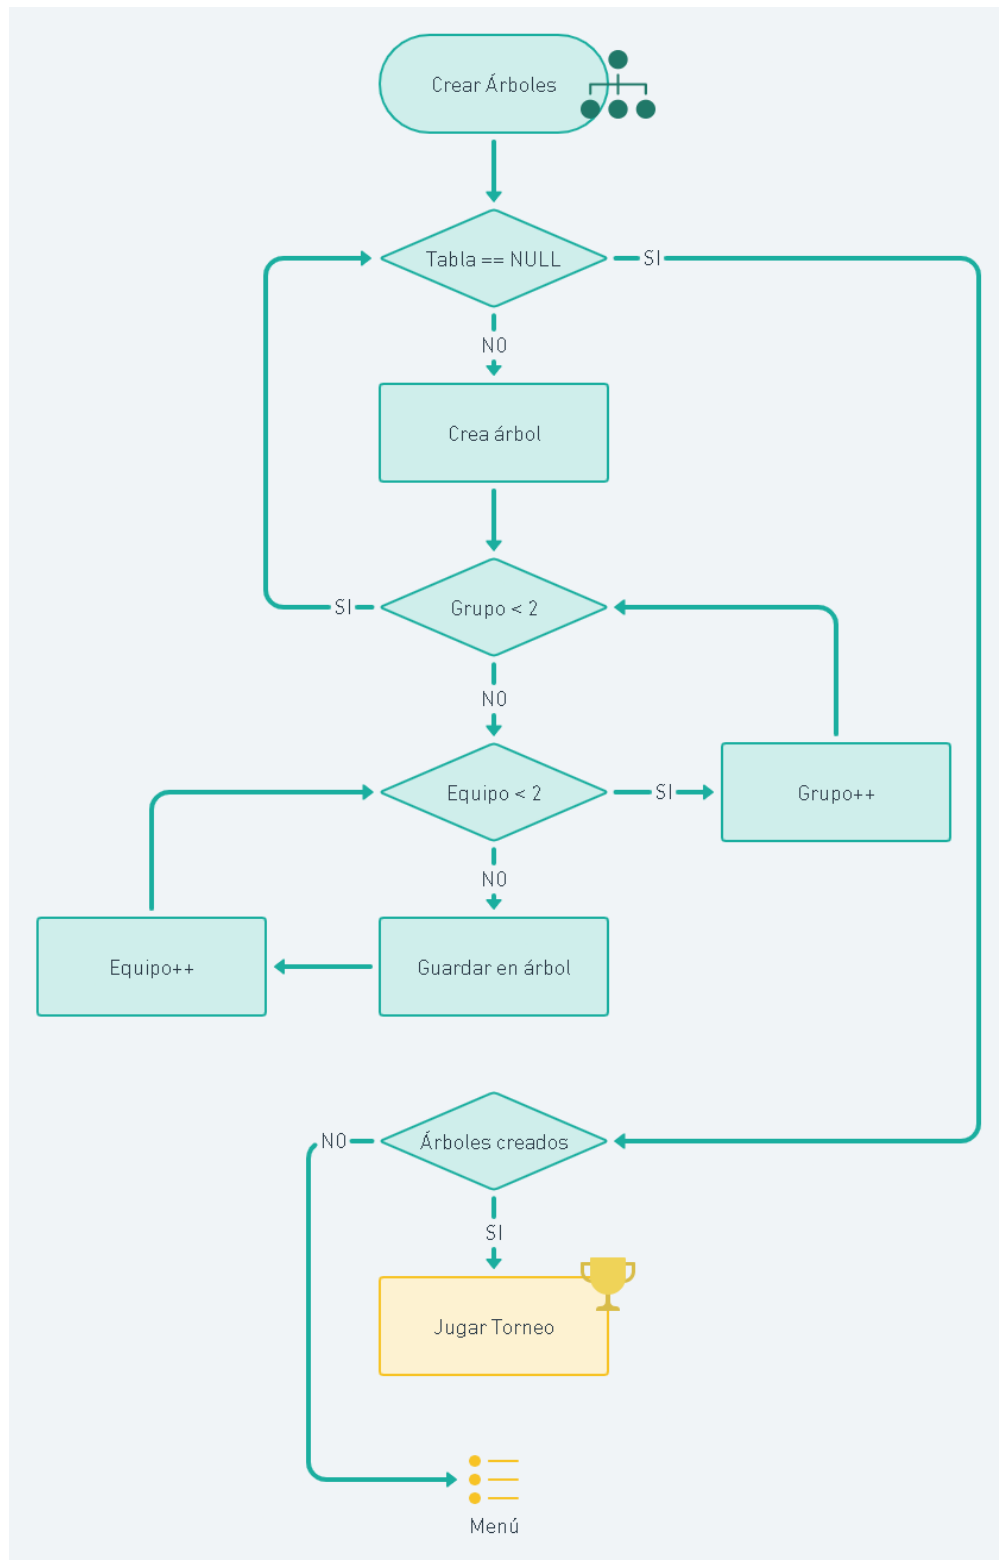 Crear Árboles
Tabla == NULL
SI
NO
Crea árbol
Grupo < 2
SI
NO
Equipo < 2
SI
Grupo++
NO
Equipo++
Guardar en árbol
Árboles creados
NO
SI
Jugar Torneo
Menú